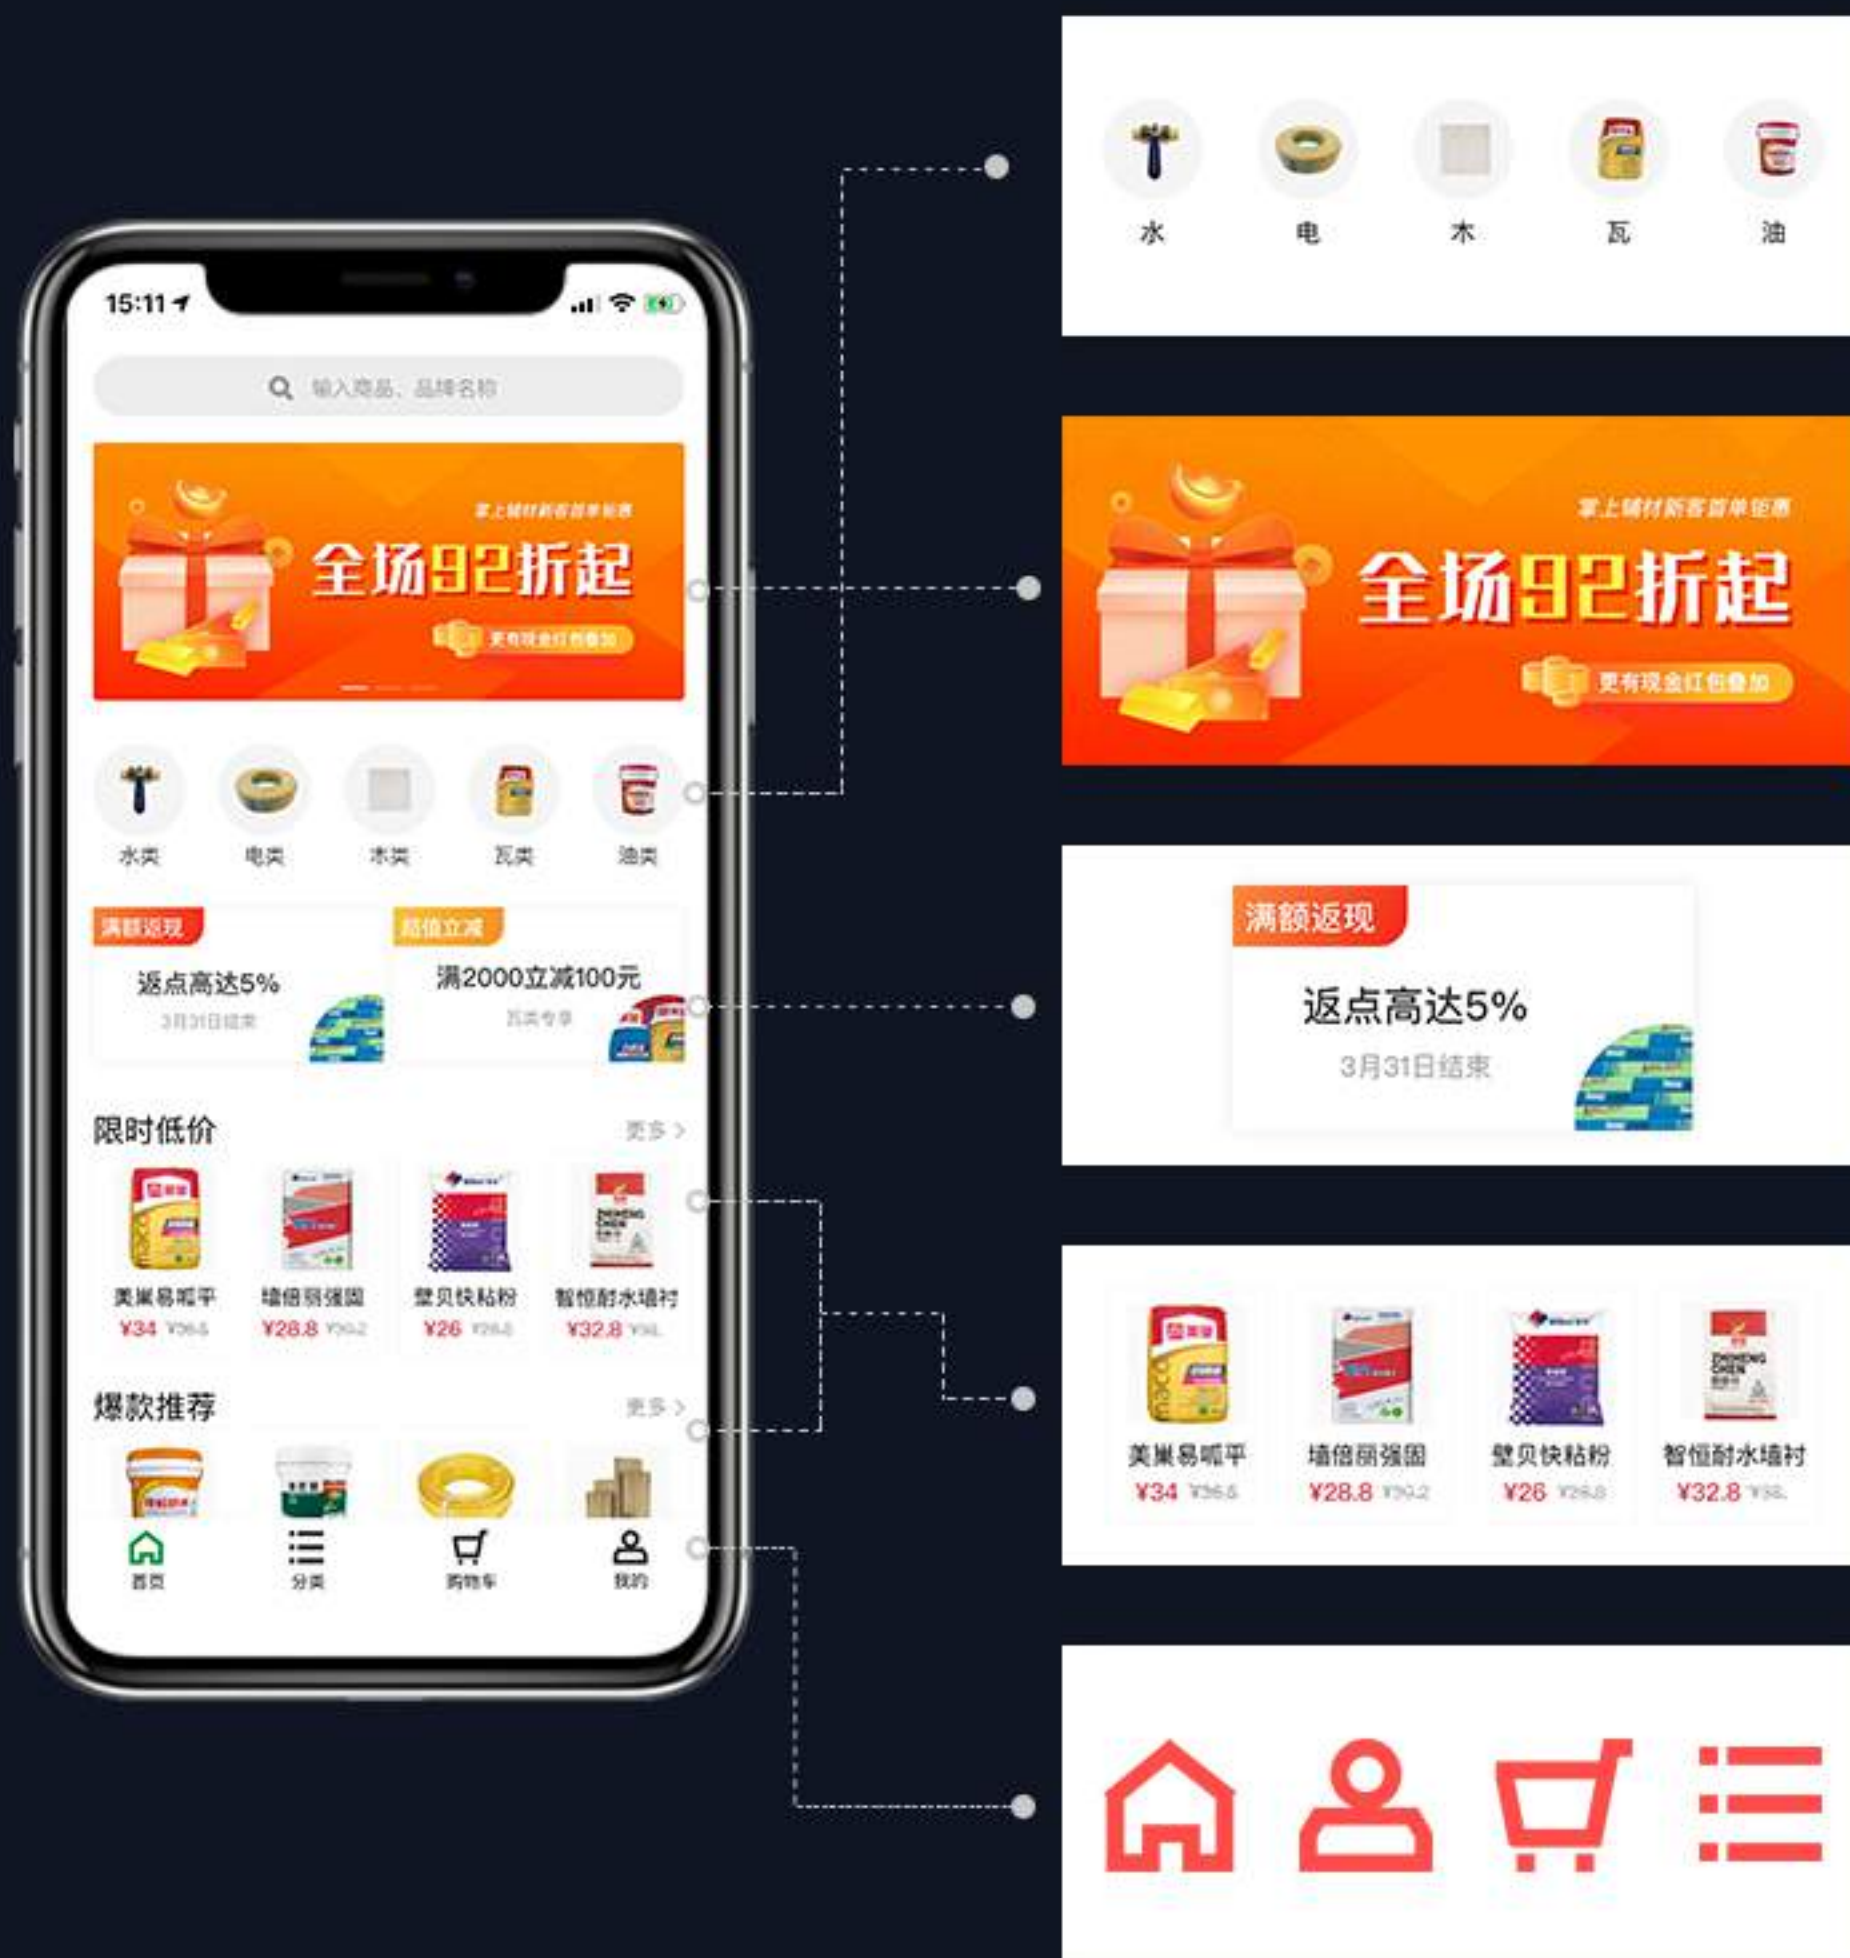 15:11
输入商品、品牌名称
掌上辅材新客首单钜惠
全场92折起
更有现金红包叠加
水类 电类 木类 瓦类 油类
满额返现 超值立减
返点高达5% 满2000立减100元
3月31日结束 瓦类专享
限时低价 更多
美巢易呱平 墙倍丽强固 壁贝快粘粉 智恒耐水墙衬
¥34 ¥28.8 ¥26 ¥32.8
爆款推荐 更多
首页 分类 购物车 我的
水 电 木 瓦 油
掌上辅材新客首单钜惠
全场92折起
更有现金红包叠加
满额返现
返点高达5%
3月31日结束
maco ZHIHENG CHEN
美巢易呱平 墙倍丽强固 壁贝快粘粉 智恒耐水墙衬
¥34 ¥28.8 ¥26 ¥32.8